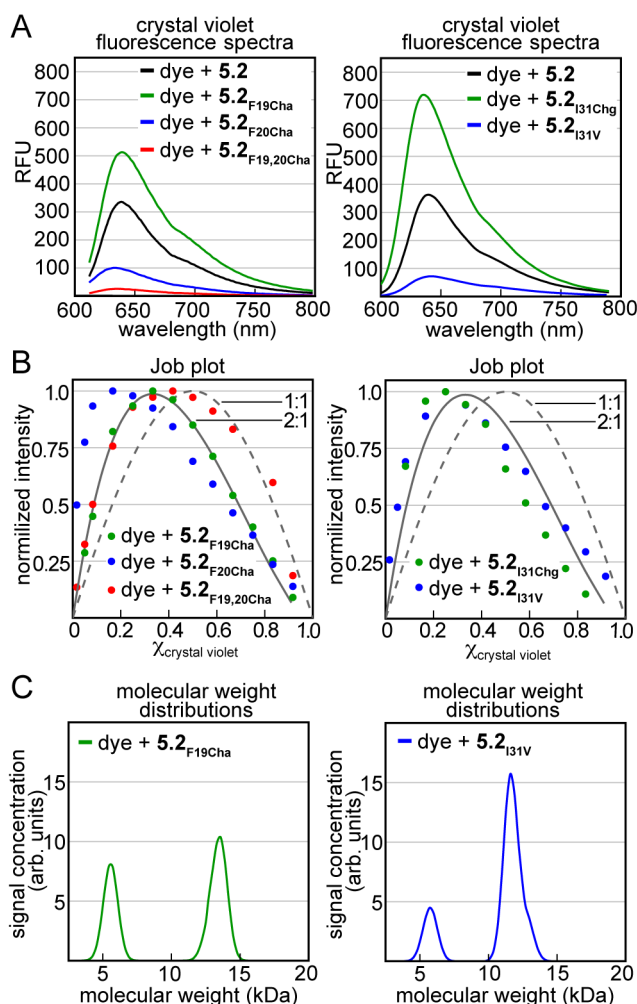 A
crystal violet
fluorescence spectra
800
700
600
500
400
300
200
100
RFU
dye + 5.2
dye + 5.2F19Cha
dye + 5.2F20Cha
dye + 5.2F19,20Cha
600 650 700 750 800
wavelength (nm)
crystal violet
fluorescence spectra
800
700
600
500
400
300
200
100
RFU
dye + 5.2
dye + 5.2I31Chg
dye + 5.2I31V
600 650 700 750 800
wavelength (nm)
B
Job plot
1.0
0.75
0.5
0.25
normilized intensity
1:1
2:1
dye + 5.2F19Cha
dye + 5.2F20Cha
dye + 5.2F19,20Cha
0 0.2 0.4 0.6 0.8 1.0
χcrystal violet
Job plot
1.0
0.75
0.5
0.25
normilized intensity
1:1
2:1
dye + 5.2I31Chg
dye + 5.2I31V
0 0.2 0.4 0.6 0.8 1.0
χcrystal violet
C
molecular weight
distributions
dye + 5.2F19Cha
15
10
5
signal concentration
(arb. units)
5 10 15 20
molecular weight (kDa)
molecular weight
distributions
dye + 5.2I31V
15
10
5
signal concentration
(arb. units)
5 10 15 20
molecular weight (kDa)